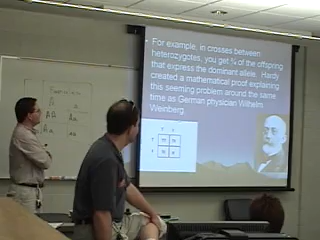 For example, in crosses between
heterozygotes, you get ¾ of the offspring
that express the dominant allele. Hardy
created a mathematical proof explaining
this seeming problem around the same
time as German physician Wilhelm
Weinberg.